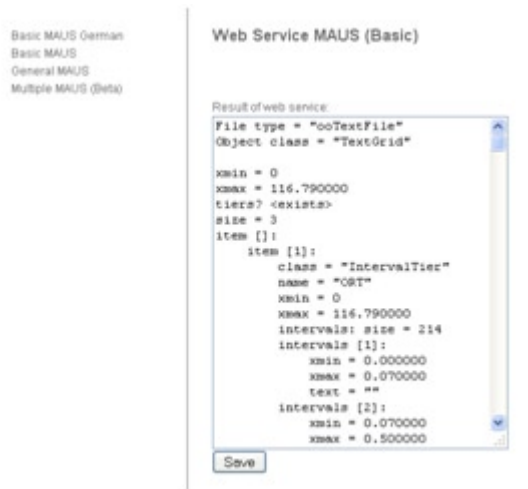 Basic MAUS German
Basic MAUS
General MAUS
Multiple MAUS (Beta)
Web Service MAUS (Basic)
Result of web service:
File type = "ooTextFile"
Object class = "TextGrid"
xmin = 0
xmax = 116.790000
tiers? <exists>
size = 3
item []:
item [1]:
class = "IntervalTier"
name = "ORT"
xmin = 0
xmax = 116.790000
intervals: size = 214
intervals [1]:
xmin = 0.000000
xmax = 0.070000
text = ""
intervals [2]:
xmin = 0.070000
xmax = 0.500000
Save